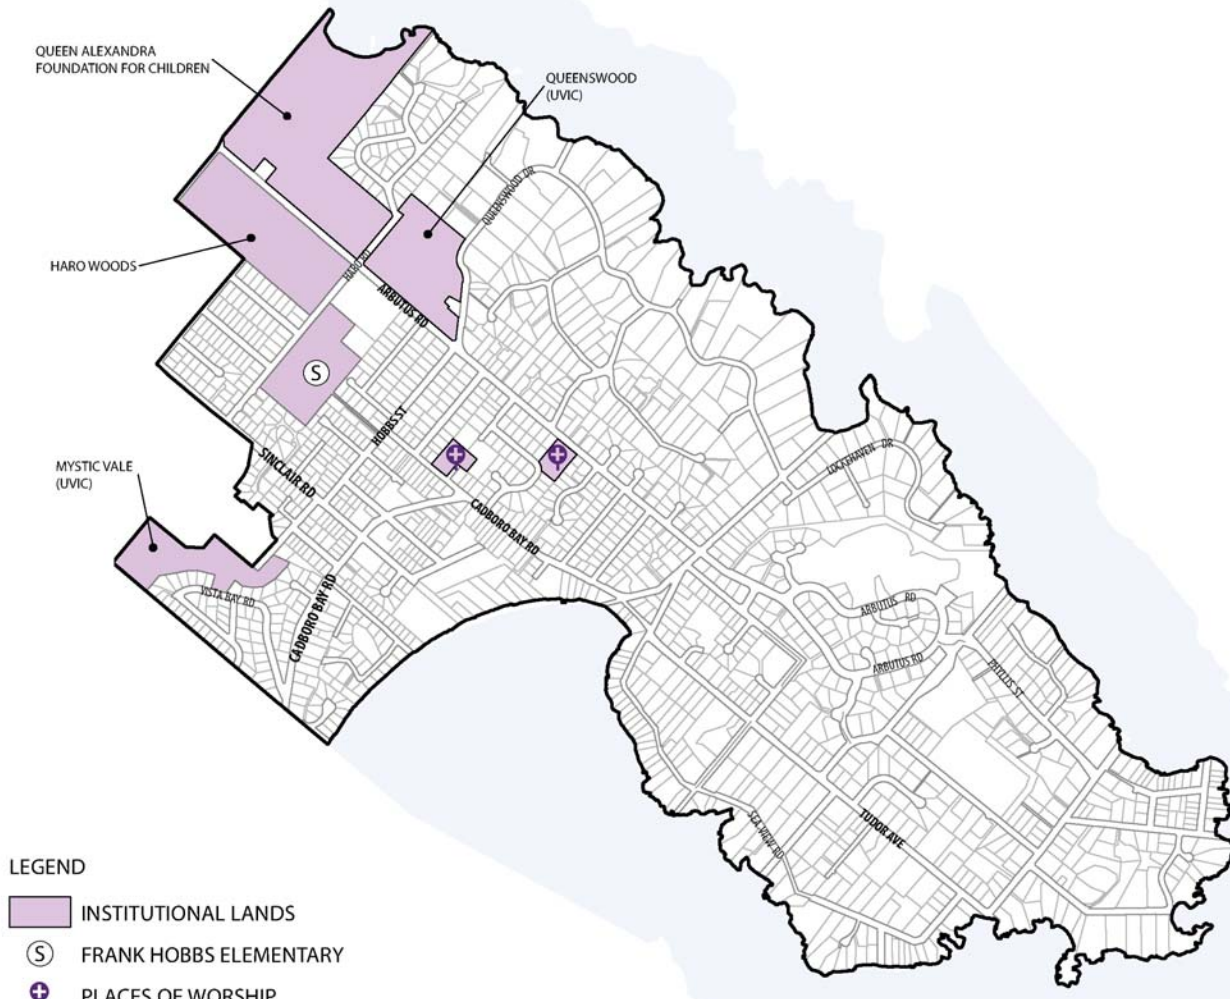 QUEEN ALEXANDRA
FOUNDATION FOR CHILDREN
QUEENSWOOD
(UVIC)
QUEENSWOOD DR
HARO WOODS
HARO RD
ARBUTUS RD
S
HOBBS ST
MYSTIC VALE
(UVIC)
SINCLAIR RD
LOCKEHAVEN DR
CADBORO BAY RD
VISTA BAY RD
CADBORO BAY RD
ARBUTUS RD
ARBUTUS RD
PHYLLIS ST
SEA VIEW RD
TUDOR AVE
LEGEND
INSTITUTIONAL LANDS
S FRANK HOBBS ELEMENTARY
PLACES OF WORSHIP